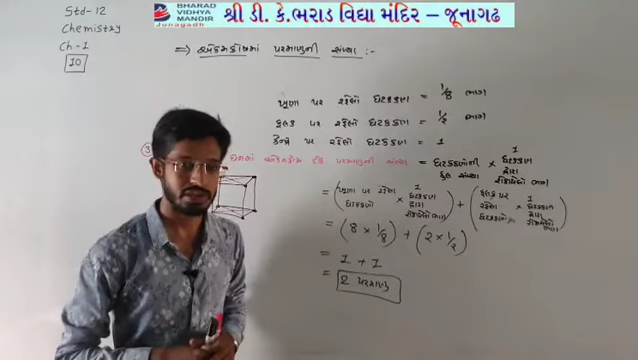 BHARAD
VIDHYA
MANDIR
Junagadh
શ્રી ડી. કે.ભરાડ વિદ્યા મંદિર – જૂનાગઢ
Std-12
Chemistry
Ch-1
10
⇒ એકમકોષમાં પરમાણુની સંખ્યા :-
ખૂણા પર રહેલો ઘટકકણ = 1/8 ભાગ
ફલક પર રહેલો ઘટકકણ = 1/2 ભાગ
કેન્દ્ર પર રહેલો ઘટકકણ = 1
એકમકોષ દીઠ પરમાણુની સંખ્યા = ઘટકકણોની કુલ સંખ્યા × 1 ઘટકકણ દ્વારા રોકાયેલો ભાગ
= (ખૂણા પર રહેલા ઘટકકણો × 1 ઘટકકણ દ્વારા રોકાયેલો ભાગ) + (ફલક પર રહેલા ઘટકકણો × 1 ઘટકકણ દ્વારા રોકાયેલો ભાગ)
= (8 × 1/8) + (2 × 1/2)
= 1 + 1
= 2 પરમાણુ